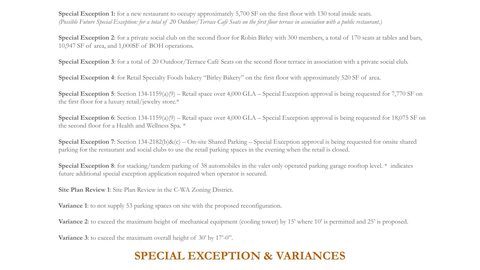 Special Exception 1: for a new restaurant to occupy approximately 5,700 SF on the first floor with 150 total inside seats.
(Possible Future Special Exception: for a total of 20 Outdoor/Terrace Café Seats on the first floor terrace in association with a public restaurant.)
Special Exception 2: for a private social club on the second floor for Robin Birley with 300 members, a total of 170 seats at tables and bars,
10,947 SF of area, and 1,000SF of BOH operations.
Special Exception 3: for a total of 20 Outdoor/Terrace Café Seats on the second floor terrace in association with a private social club.
Special Exception 4: for Retail Specialty Foods bakery “Birley Bakery” on the first floor with approximately 520 SF of area.
Special Exception 5: Section 134-1159(a)(9) – Retail space over 4,000 GLA – Special Exception approval is being requested for 7,770 SF on
the first floor for a luxury retail/jewelry store.*
Special Exception 6: Section 134-1159(a)(9) – Retail space over 4,000 GLA – Special Exception approval is being requested for 18,075 SF on
the second floor for a Health and Wellness Spa. *
Special Exception 7: Section 134-2182(b)&(c) – On-site Shared Parking – Special Exception approval is being requested for onsite shared
parking for the restaurant and social clubs to use the retail parking spaces in the evening when the retail is closed.
Special Exception 8: for stacking/tandem parking of 38 automobiles in the valet-only operated parking garage rooftop level. * indicates
future additional special exception application required when operator is secured.
Site Plan Review 1: Site Plan Review in the C-WA Zoning District.
Variance 1: to not supply 53 parking spaces on site with the proposed reconfiguration.
Variance 2: to exceed the maximum height of mechanical equipment (cooling tower) by 15' where 10' is permitted and 25' is proposed.
Variance 3: to exceed the maximum overall height of 30' by 17'-0".
SPECIAL EXCEPTION & VARIANCES